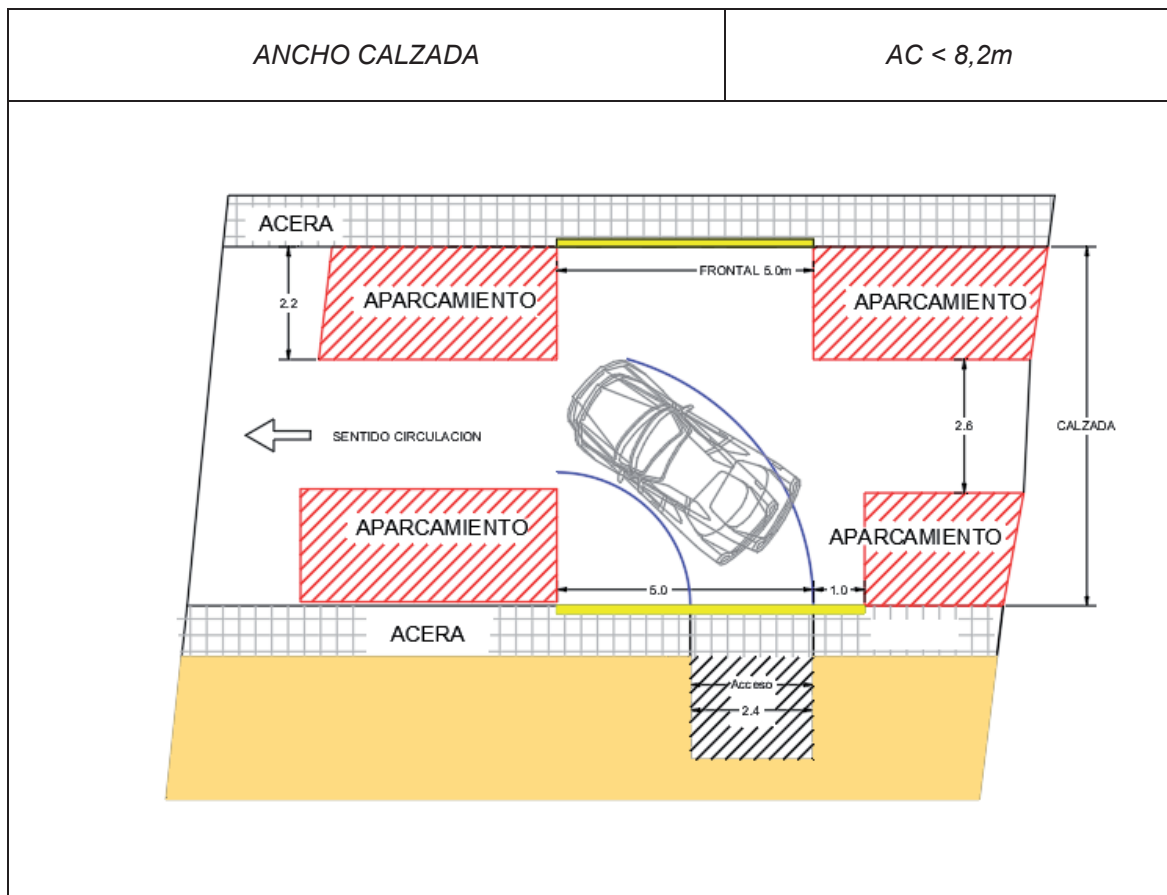 ANCHO CALZADA
AC < 8,2m
ACERA
FRONTAL 5.0m
2.2
APARCAMIENTO
APARCAMIENTO
SENTIDO CIRCULACION
2.6
CALZADA
APARCAMIENTO
APARCAMIENTO
5.0
1.0
ACERA
Acceso
2.4